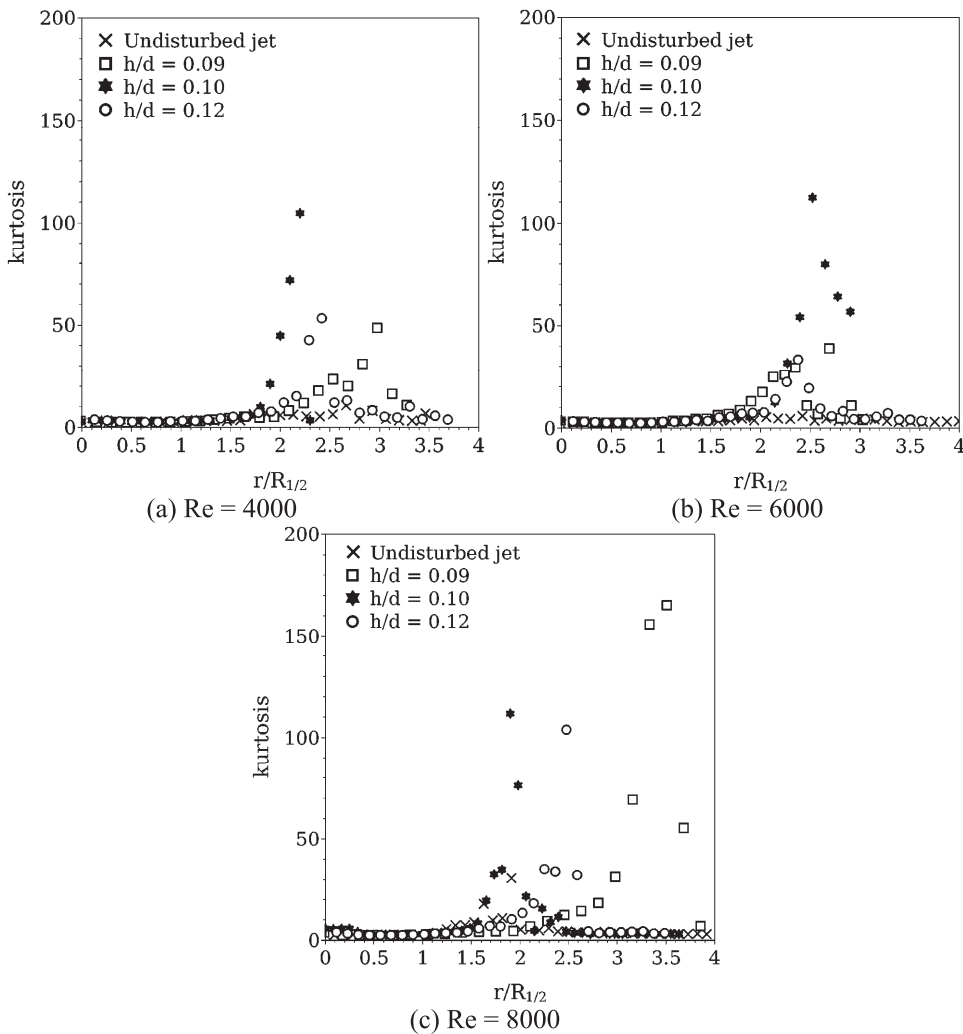 200
150
100
50
0
kurtosis
× Undisturbed jet
h/d = 0.09
h/d = 0.10
h/d = 0.12
0 0.5 1 1.5 2 2.5 3 3.5 4
r/R1/2
(a) Re = 4000
200
150
100
50
0
kurtosis
× Undisturbed jet
h/d = 0.09
h/d = 0.10
h/d = 0.12
0 0.5 1 1.5 2 2.5 3 3.5 4
r/R1/2
(b) Re = 6000
200
150
100
50
0
kurtosis
× Undisturbed jet
h/d = 0.09
h/d = 0.10
h/d = 0.12
0 0.5 1 1.5 2 2.5 3 3.5 4
r/R1/2
(c) Re = 8000